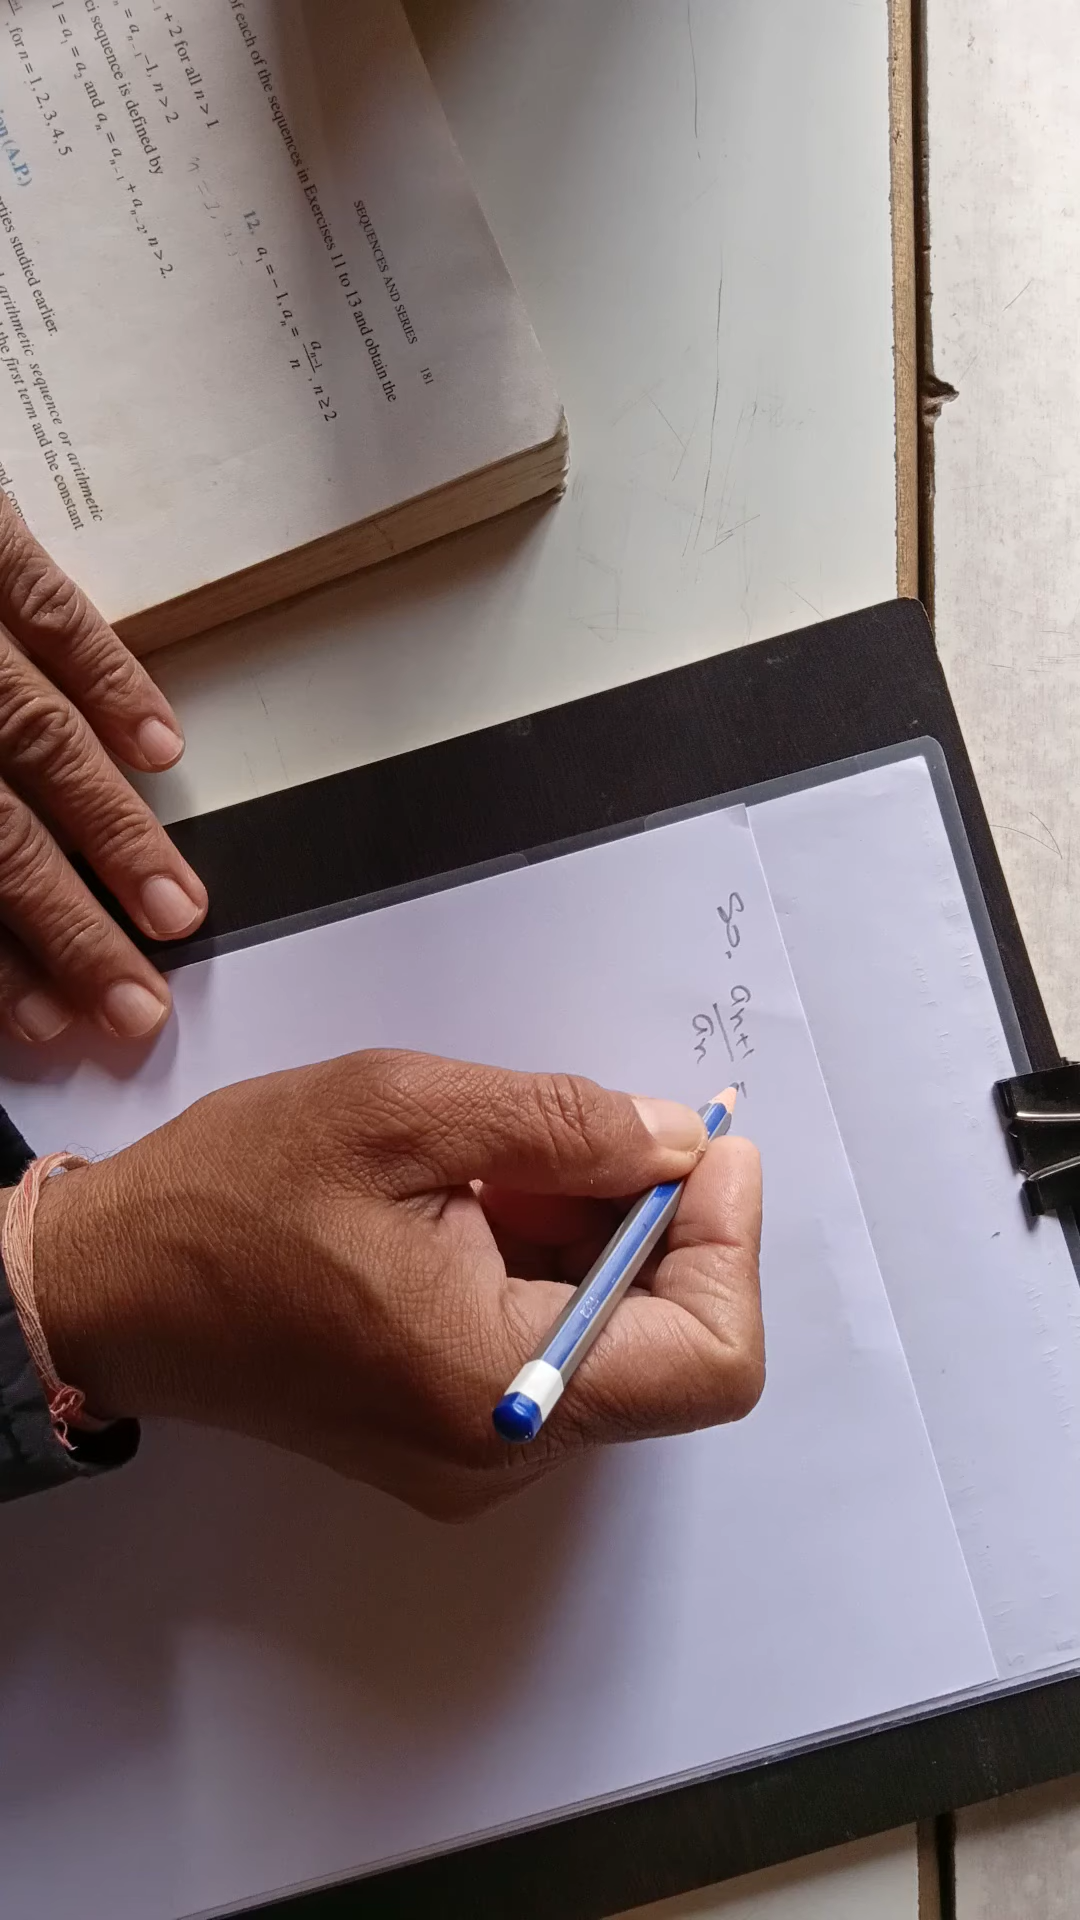 SEQUENCES AND SERIES 181
of each of the sequences in Exercises 11 to 13 and obtain the
12. a₁ = – 1, aₙ = aₙ₋₁/n , n ≥ 2
+ 2 for all n > 1
= aₙ₋₁–1, n > 2
sequence is defined by
1 = a₁ = a₂ and aₙ = aₙ₋₁ + aₙ₋₂, n > 2.
, for n = 1, 2, 3, 4, 5
(A.P.)
studied earlier.
arithmetic sequence or arithmetic
the first term and the constant
So, aₙ₊₁/aₙ =